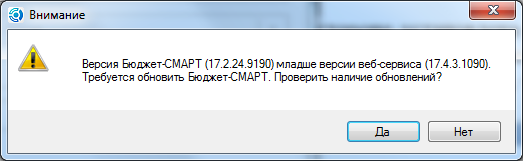 Внимание
Версия Бюджет-СМАРТ (17.2.24.9190) младше версии веб-сервиса (17.4.3.1090).
Требуется обновить Бюджет-СМАРТ. Проверить наличие обновлений?
Да
Нет